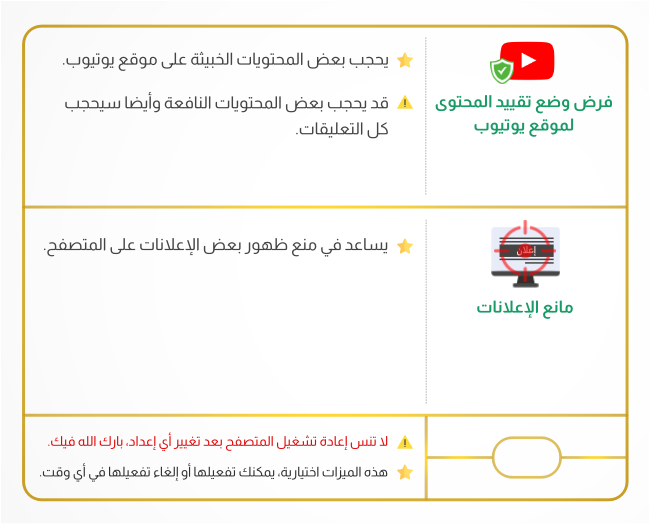 فرض وضع تقييد المحتوى
لموقع يوتيوب
يحجب بعض المحتويات الخبيثة على موقع يوتيوب.
قد يحجب بعض المحتويات النافعة وأيضا سيحجب
كل التعليقات.
إعلان
مانع الإعلانات
يساعد في منع ظهور بعض الإعلانات على المتصفح.
لا تنس إعادة تشغيل المتصفح بعد تغيير أي إعداد، بارك الله فيك.
هذه الميزات اختيارية، يمكنك تفعيلها أو إلغاء تفعيلها في أي وقت.